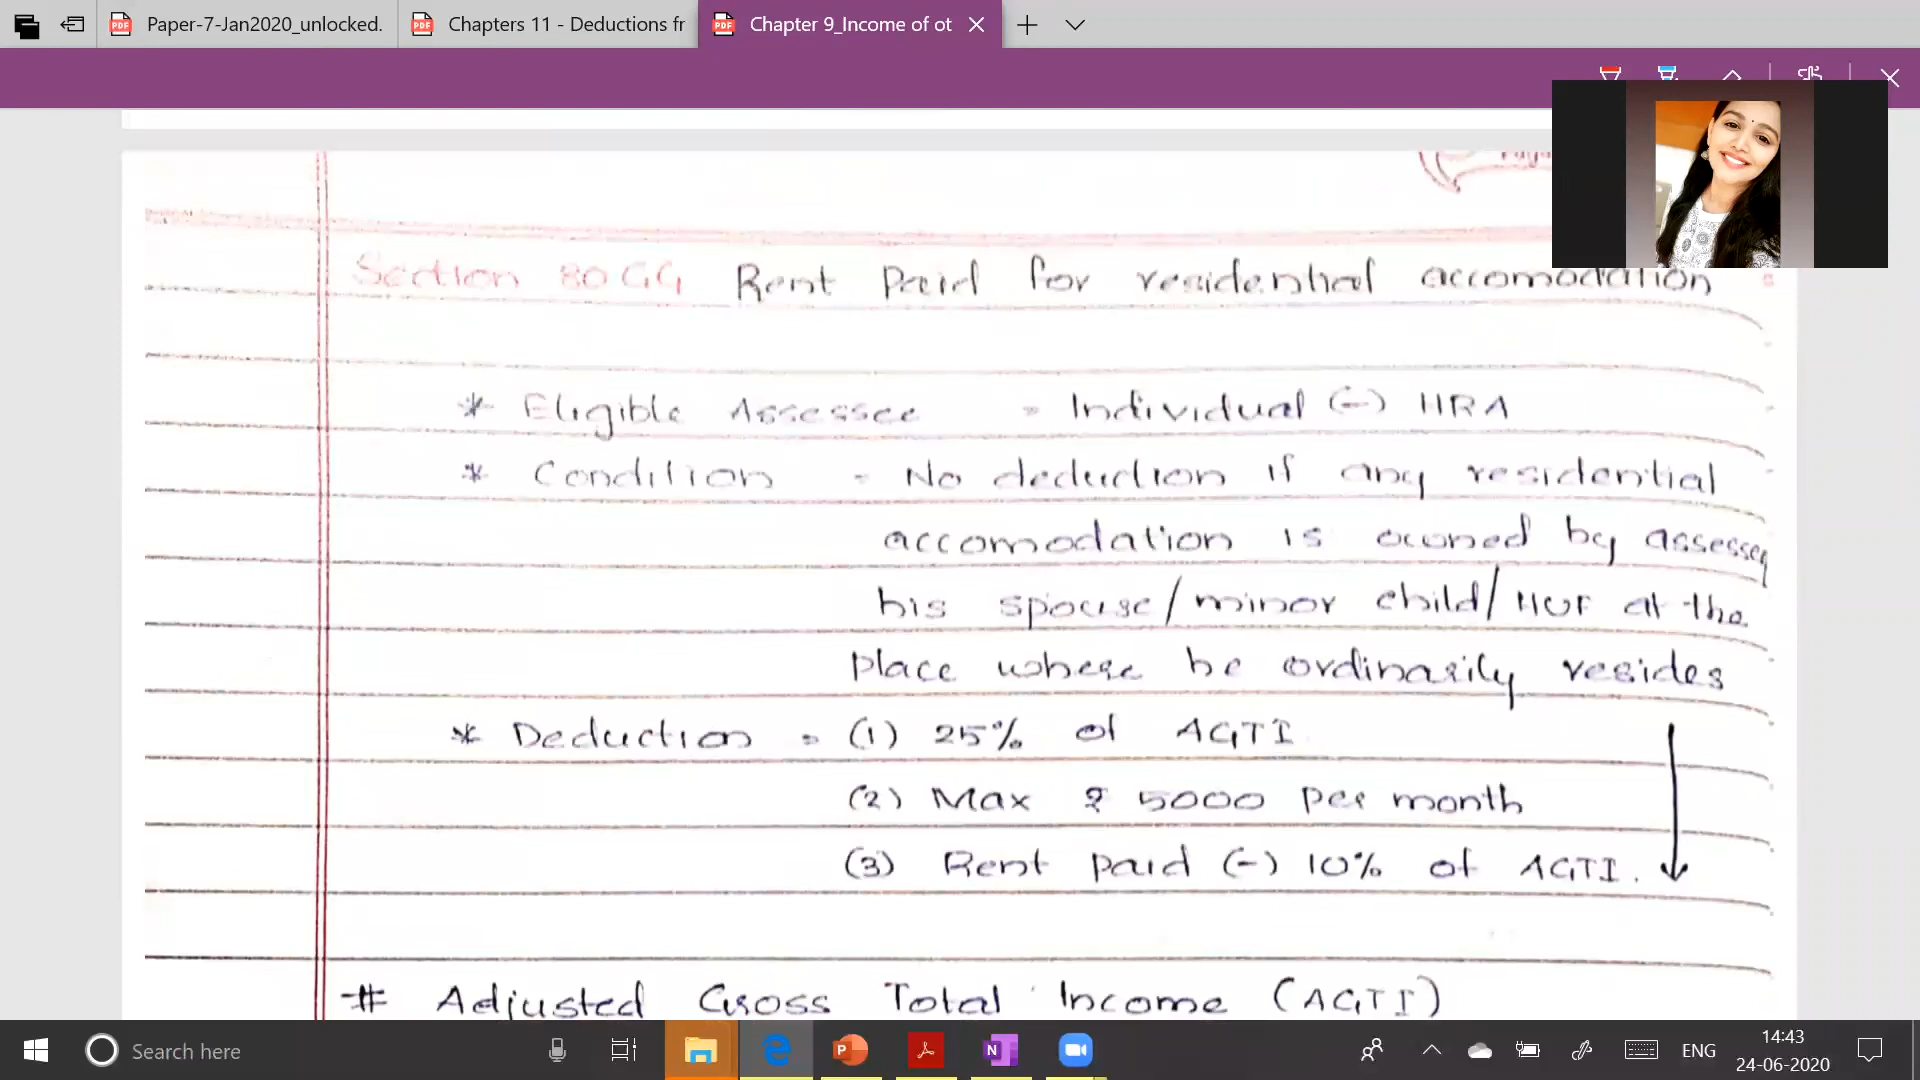 Paper-7-Jan2020_unlocked.
Chapters 11 - Deductions fr
Chapter 9_Income of ot
Section 80GG Rent Paid for residential accomodation
* Eligible Assessee = Individual (-) HRA
* Condition = No deduction if any residential
accomodation is owned by assessee
his spouse/minor child/HUF at the
place where he ordinarily resides
* Deduction = (1) 25% of AGTI
(2) Max ₹ 5000 per month
(3) Rent Paid (-) 10% of AGTI.
# Adjusted Gross Total Income (AGTI)
Search here
ENG
14:43
24-06-2020